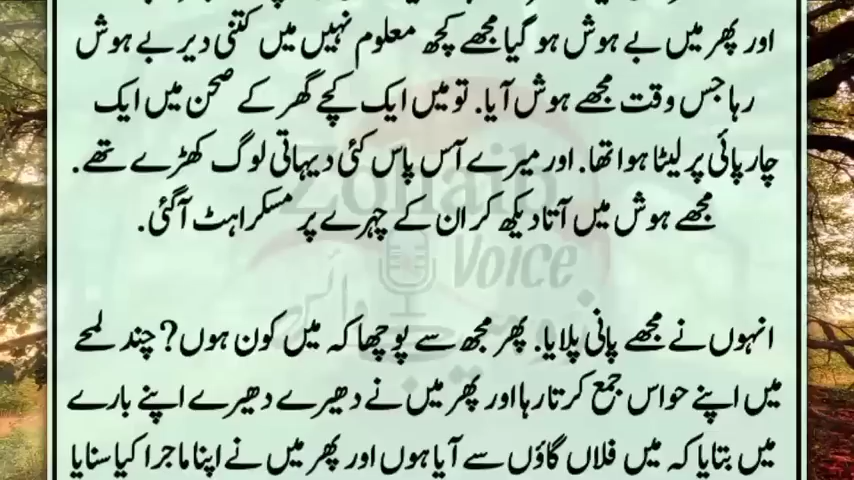 اور پھر میں بے ہوش ہو گیا مجھے کچھ معلوم نہیں میں کتنی دیر بے ہوش
رہا جس وقت مجھے ہوش آیا. تو میں ایک کچے گھر کے صحن میں ایک
چارپائی پر لیٹا ہوا تھا. اور میرے آس پاس کئی دیہاتی لوگ کھڑے تھے.
مجھے ہوش میں آتا دیکھ کر ان کے چہرے پر مسکراہٹ آگئی.
Zohaib
Voice
زوہیب وائس
انہوں نے مجھے پانی پلایا. پھر مجھ سے پوچھا کہ میں کون ہوں? چند لمحے
میں اپنے حواس جمع کرتا رہا اور پھر میں نے دھیرے دھیرے اپنے بارے
میں بتایا کہ میں فلاں گاؤں سے آیا ہوں اور پھر میں نے اپنا ماجرا کیا سنایا